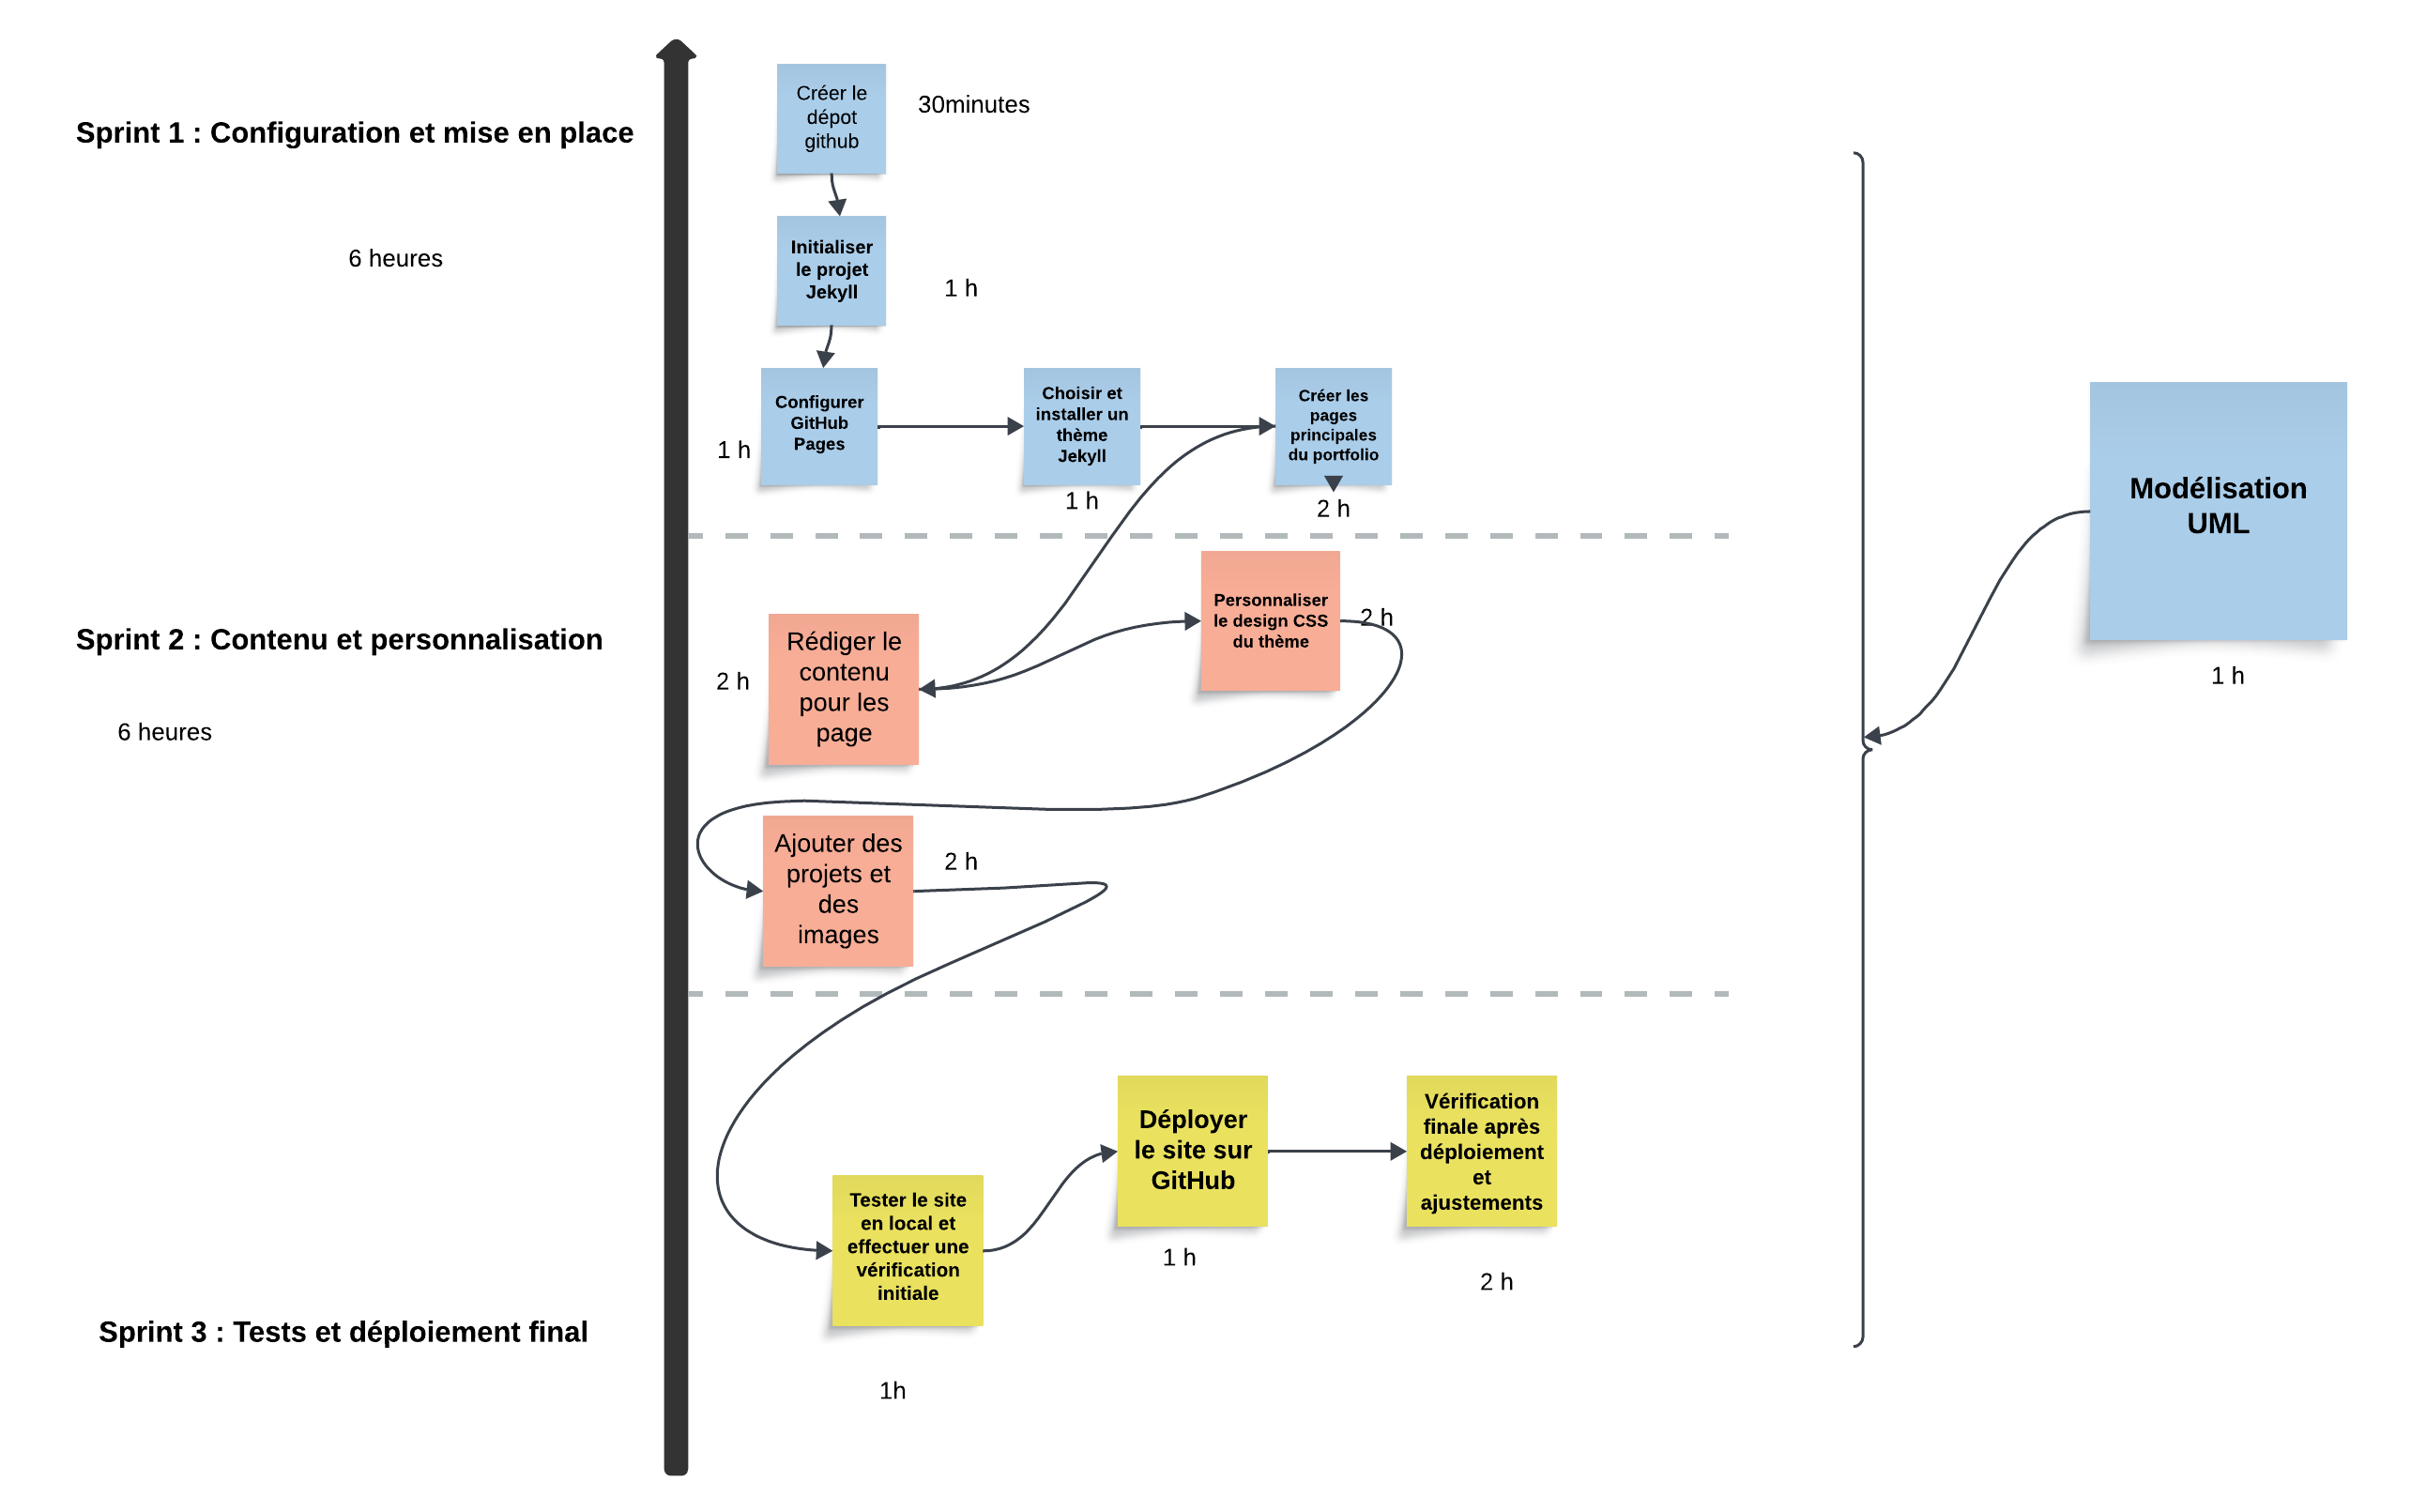 Sprint 1 : Configuration et mise en place
6 heures
Créer le
dépot
github
30minutes
Initialiser
le projet
Jekyll
1 h
Configurer
GitHub
Pages
1 h
Choisir et
installer un
thème
Jekyll
1 h
Créer les
pages
principales
du portfolio
2 h
Sprint 2 : Contenu et personnalisation
6 heures
Rédiger le
contenu
pour les
page
2 h
Personnaliser
le design CSS
du thème
2 h
Ajouter des
projets et
des
images
2 h
Sprint 3 : Tests et déploiement final
Tester le site
en local et
effectuer une
vérification
initiale
1h
Déployer
le site sur
GitHub
1 h
Vérification
finale après
déploiement
et
ajustements
2 h
Modélisation
UML
1 h